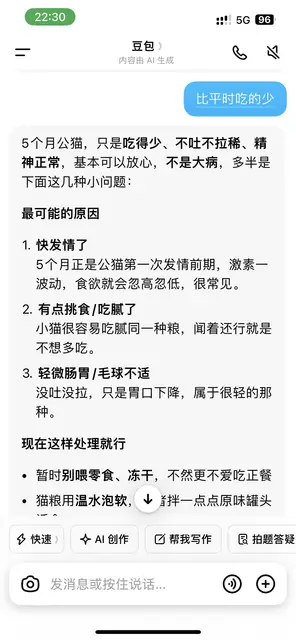 22:30
5G 96
豆包
内容由 AI 生成
比平时吃的少
5个月公猫，只是吃得少、不吐不拉稀、精
神正常，基本可以放心，不是大病，多半是
下面这几种小问题：
最可能的原因
1. 快发情了
5个月正是公猫第一次发情前期，激素一
波动，食欲就会忽高忽低，很常见。
2. 有点挑食/吃腻了
小猫很容易吃腻同一种粮，闻着还行就是
不想多吃。
3. 轻微肠胃/毛球不适
没吐没拉，只是胃口下降，属于很轻的那
种。
现在这样处理就行
• 暂时别喂零食、冻干，不然更不爱吃正餐
• 猫粮用温水泡软，者拌一点点原味罐头
快速
AI 创作
帮我写作
拍题答疑
发消息或按住说话...